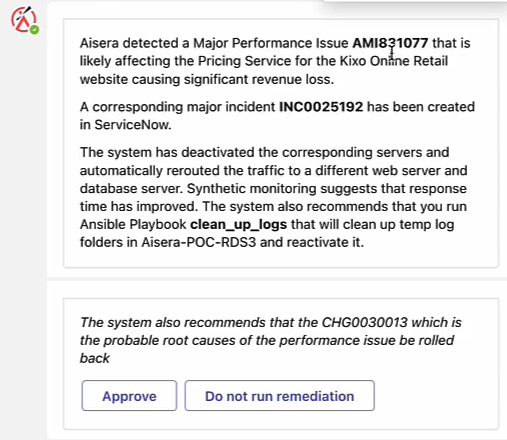 Aisera detected a Major Performance Issue AMI831077 that is
likely affecting the Pricing Service for the Kixo Online Retail
website causing significant revenue loss.
A corresponding major incident INC0025192 has been created
in ServiceNow.
The system has deactivated the corresponding servers and
automatically rerouted the traffic to a different web server and
database server. Synthetic monitoring suggests that response
time has improved. The system also recommends that you run
Ansible Playbook clean_up_logs that will clean up temp log
folders in Aisera-POC-RDS3 and reactivate it.
The system also recommends that the CHG0030013 which is
the probable root causes of the performance issue be rolled
back
Approve
Do not run remediation